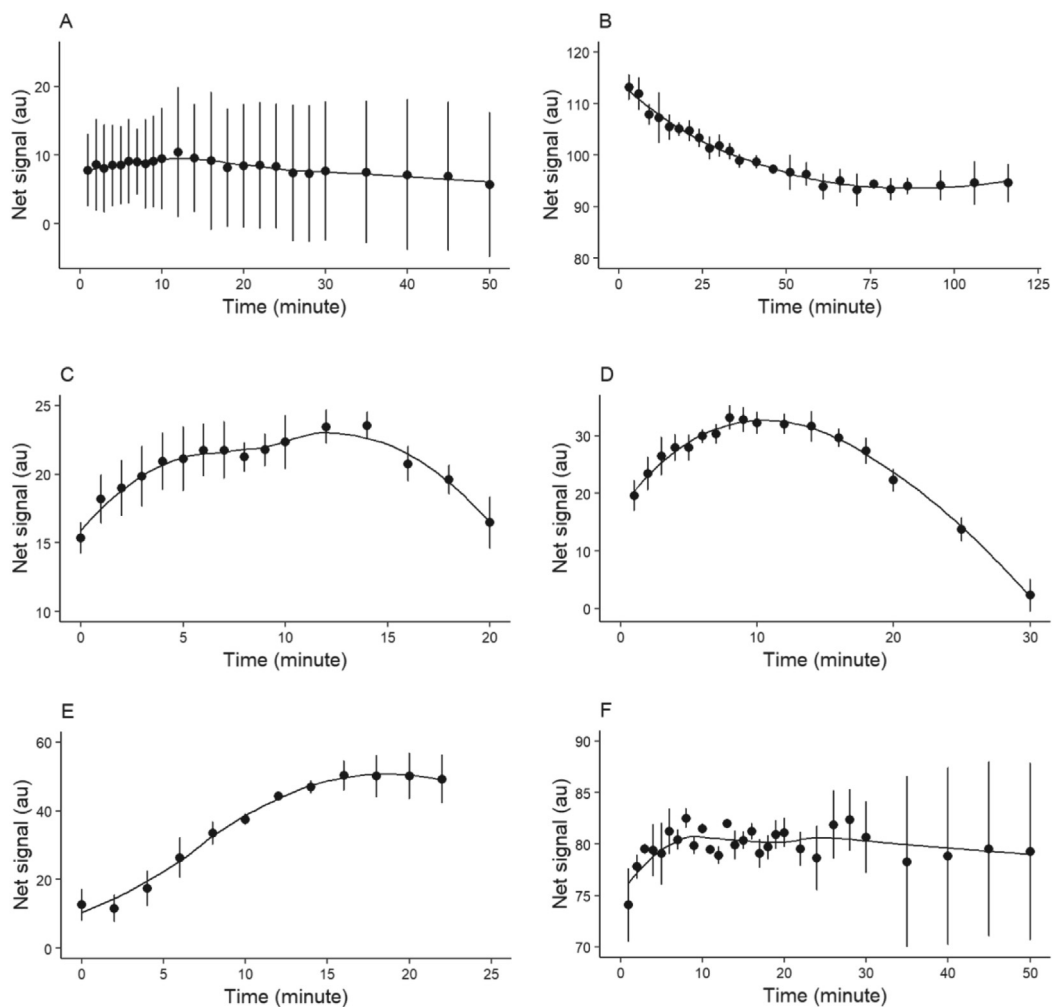 A
Net signal (au)
20
10
0
0 10 20 30 40 50
Time (minute)
B
Net signal (au)
120
110
100
90
80
0 25 50 75 100 125
Time (minute)
C
Net signal (au)
25
20
15
10
0 5 10 15 20
Time (minute)
D
Net signal (au)
30
20
10
0
0 10 20 30
Time (minute)
E
Net signal (au)
60
40
20
0
0 5 10 15 20 25
Time (minute)
F
Net signal (au)
90
85
80
75
70
0 10 20 30 40 50
Time (minute)